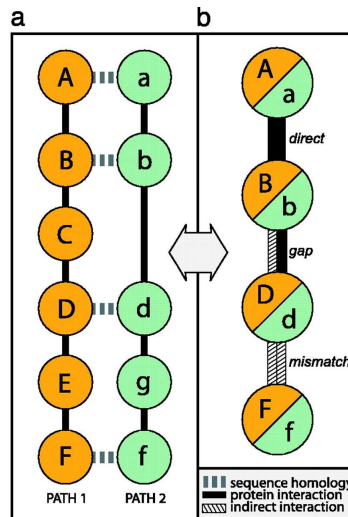 a
A a
B b
C
D d
E g
F f
PATH 1 PATH 2
b
A
a
direct
B
b
gap
D
d
mismatch
F
f
sequence homology
protein interaction
indirect interaction